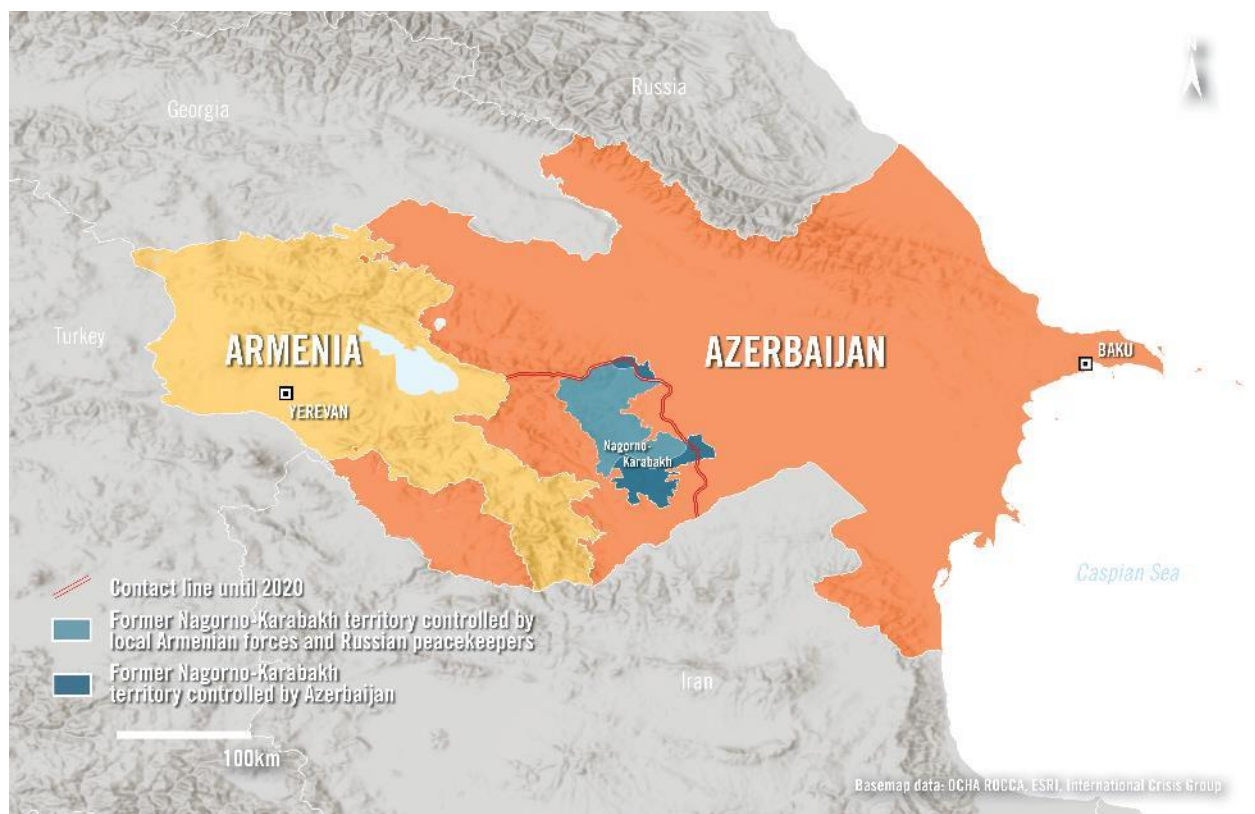 N
Russia
Georgia
Turkey
ARMENIA
AZERBAIJAN
BAKU
YEREVAN
Nagorno-
Karabakh
Caspian Sea
Contact line until 2020
Former Nagorno-Karabakh territory controlled by
local Armenian forces and Russian peacekeepers
Former Nagorno-Karabakh
territory controlled by Azerbaijan
Iran
100km
Basemap data: OCHA ROCCA, ESRI, International Crisis Group